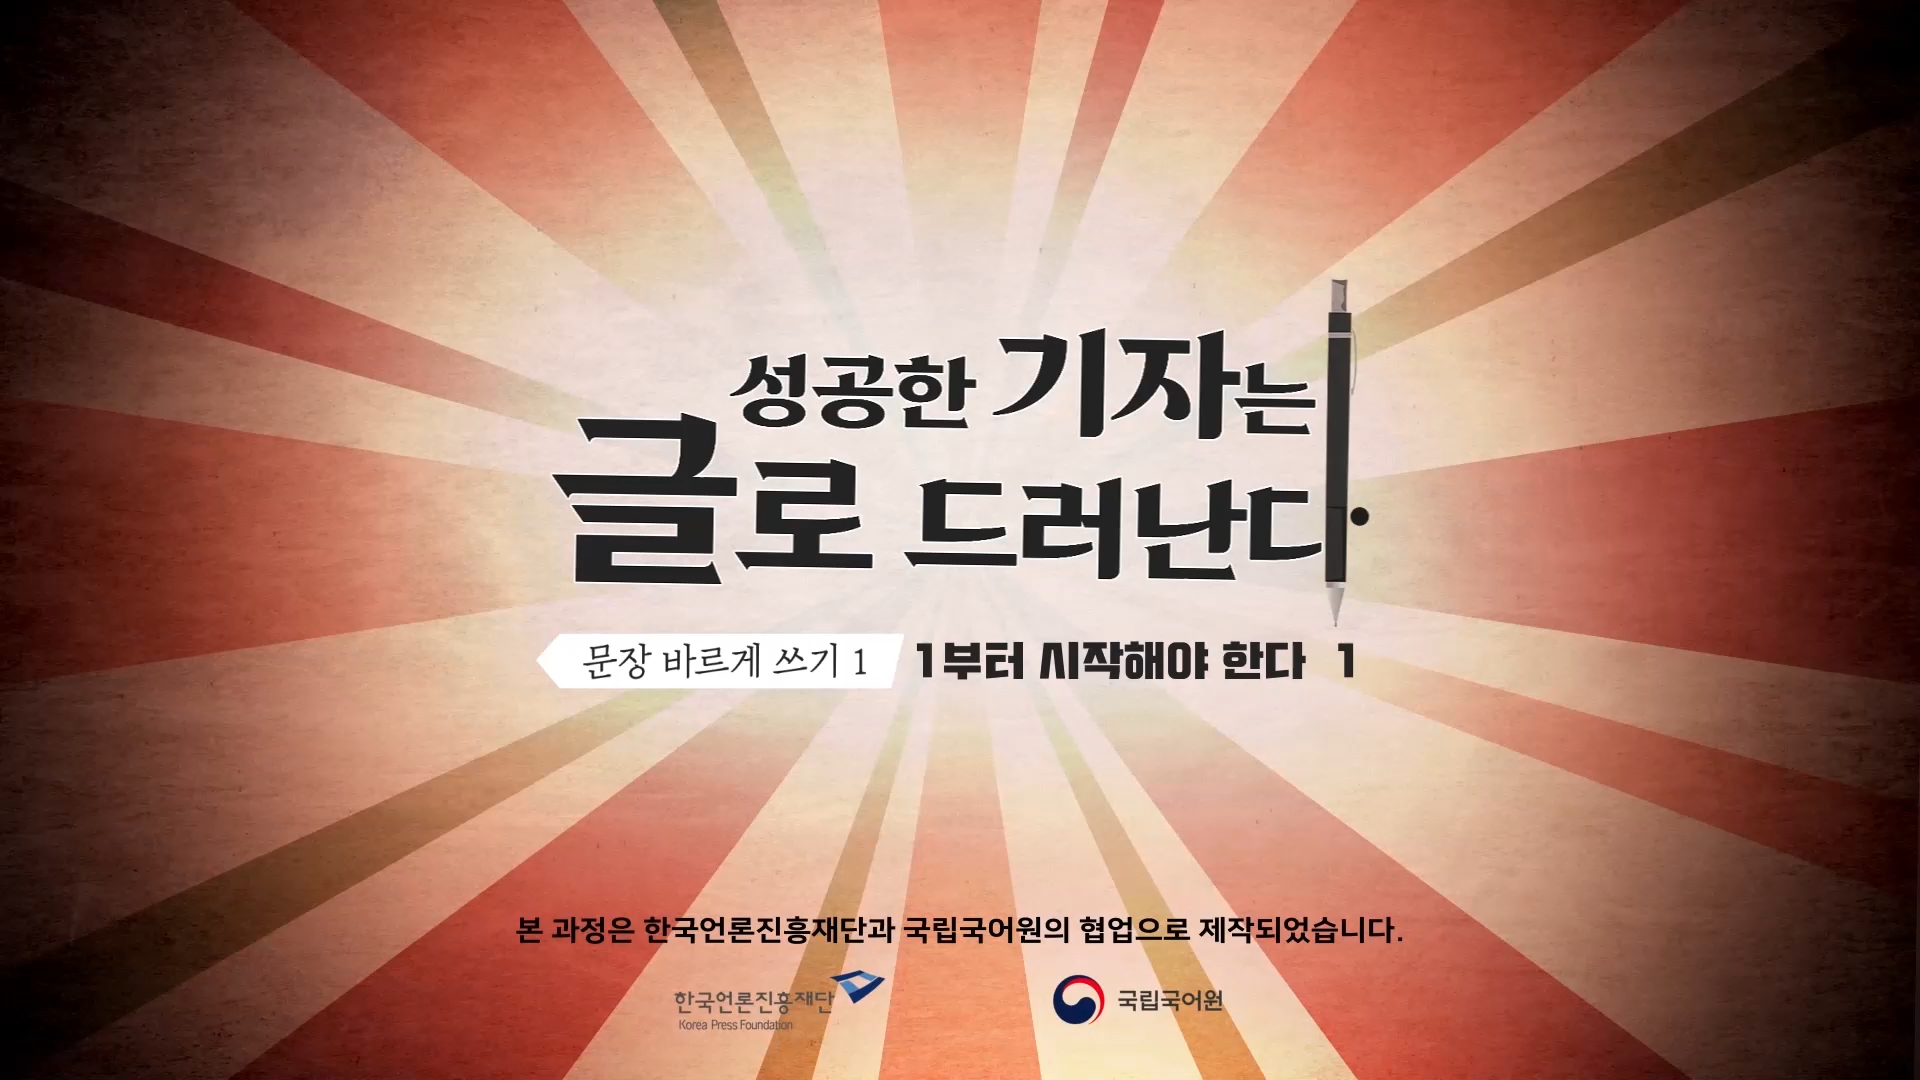 성공한 기자는
글로 드러난다
문장 바르게 쓰기 1 1부터 시작해야 한다 1
본 과정은 한국언론진흥재단과 국립국어원의 협업으로 제작되었습니다.
한국언론진흥재단 국립국어원
Korea Press Foundation